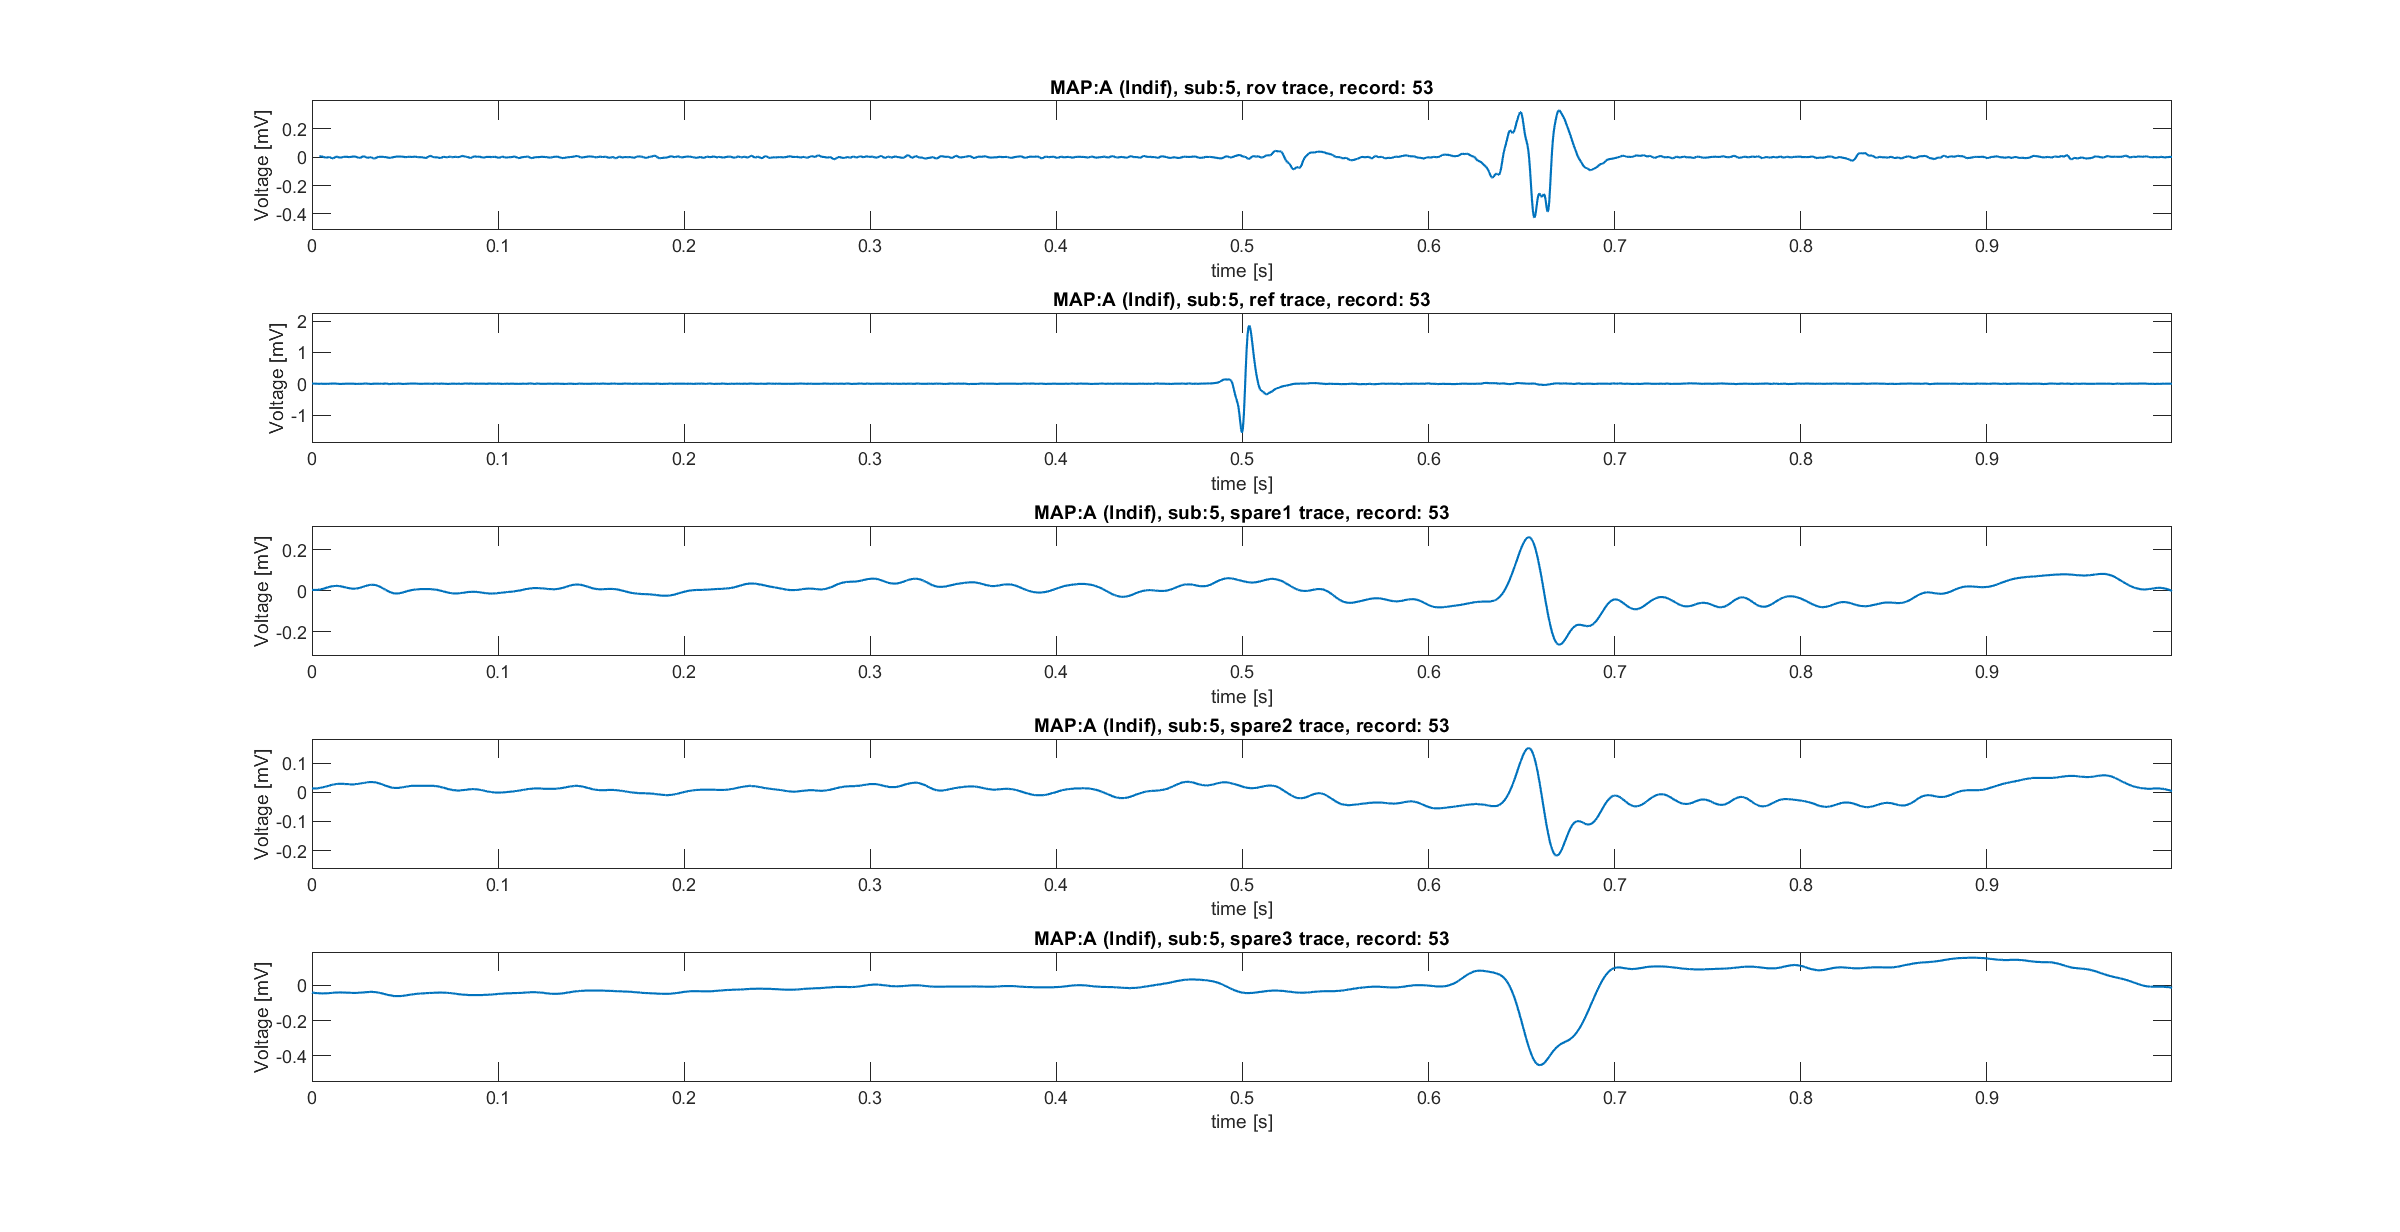 MAP:A (Indif), sub:5, rov trace, record: 53
Voltage [mV]
0.2
0
-0.2
-0.4
0 0.1 0.2 0.3 0.4 0.5 0.6 0.7 0.8 0.9
time [s]
MAP:A (Indif), sub:5, ref trace, record: 53
Voltage [mV]
2
1
0
-1
0 0.1 0.2 0.3 0.4 0.5 0.6 0.7 0.8 0.9
time [s]
MAP:A (Indif), sub:5, spare1 trace, record: 53
Voltage [mV]
0.2
0
-0.2
0 0.1 0.2 0.3 0.4 0.5 0.6 0.7 0.8 0.9
time [s]
MAP:A (Indif), sub:5, spare2 trace, record: 53
Voltage [mV]
0.1
0
-0.1
-0.2
0 0.1 0.2 0.3 0.4 0.5 0.6 0.7 0.8 0.9
time [s]
MAP:A (Indif), sub:5, spare3 trace, record: 53
Voltage [mV]
0
-0.2
-0.4
0 0.1 0.2 0.3 0.4 0.5 0.6 0.7 0.8 0.9
time [s]